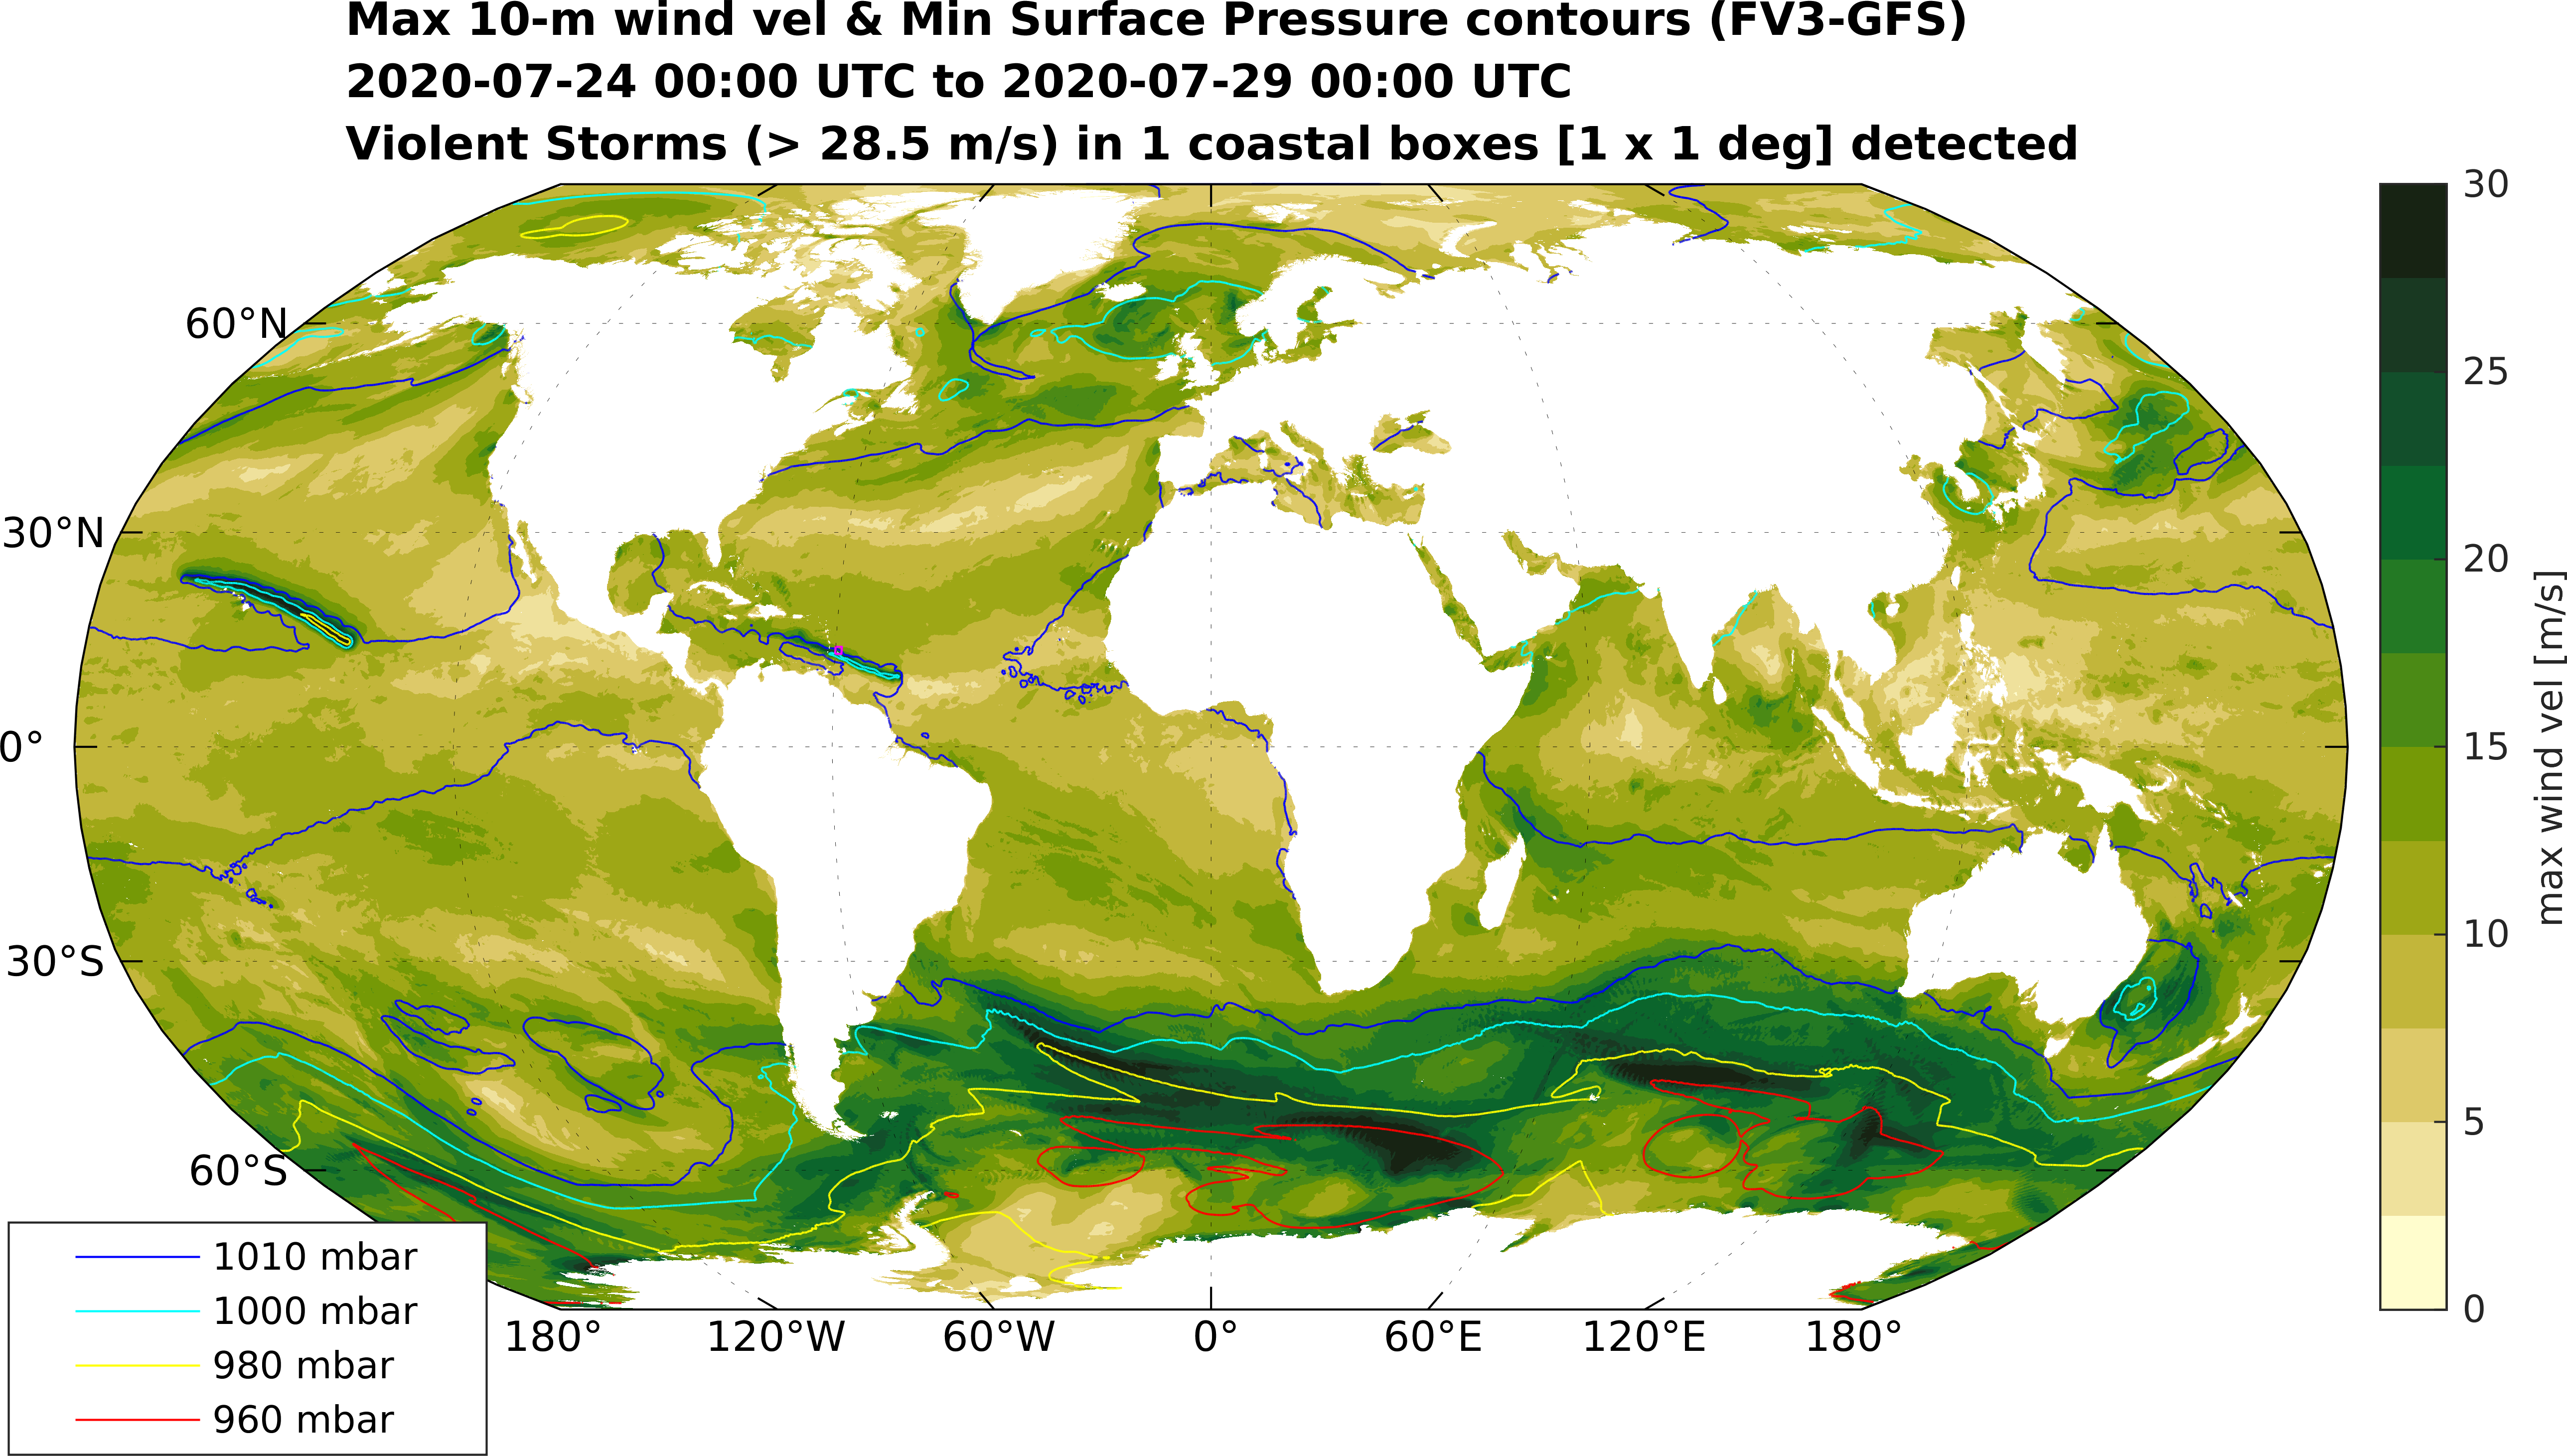 Max 10-m wind vel & Min Surface Pressure contours (FV3-GFS)
2020-07-24 00:00 UTC to 2020-07-29 00:00 UTC
Violent Storms (> 28.5 m/s) in 1 coastal boxes [1 x 1 deg] detected
60°N
30°N
0°
30°S
60°S
180°
120°W
60°W
0°
60°E
120°E
180°
1010 mbar
1000 mbar
980 mbar
960 mbar
30
25
20
15
10
5
0
max wind vel [m/s]